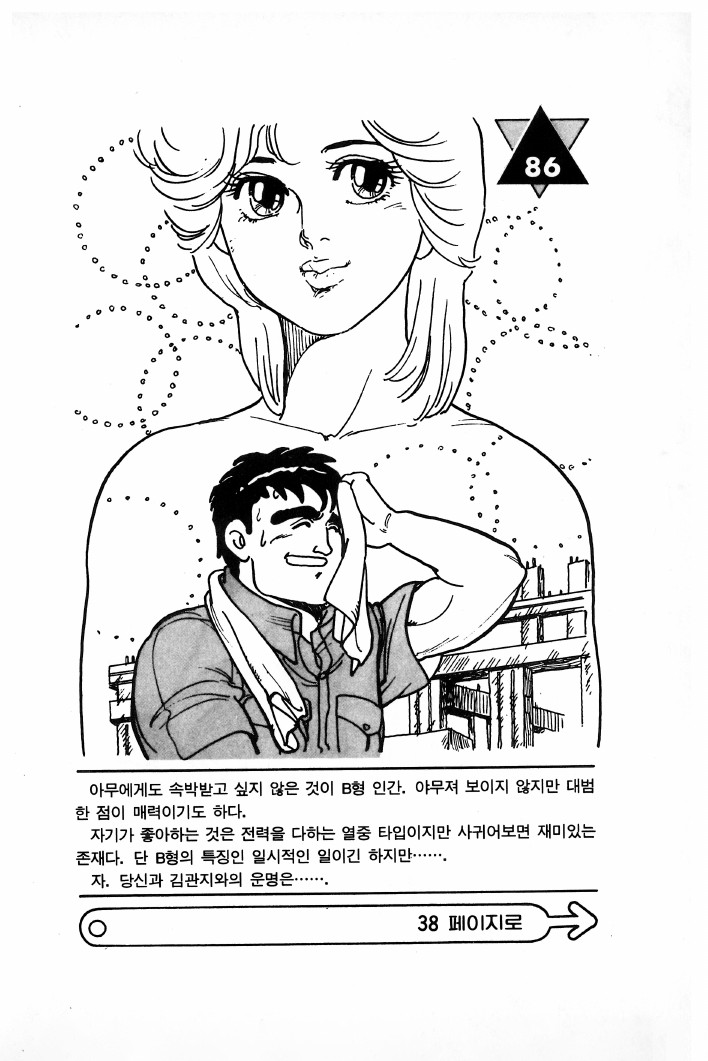 86
아무에게도 속박받고 싶지 않은 것이 B형 인간. 야무져 보이지 않지만 대범
한 점이 매력이기도 하다.
자기가 좋아하는 것은 전력을 다하는 열중 타입이지만 사귀어보면 재미있는
존재다. 단 B형의 특징인 일시적인 일이긴 하지만…….
자. 당신과 김관지와의 운명은…….
38 페이지로